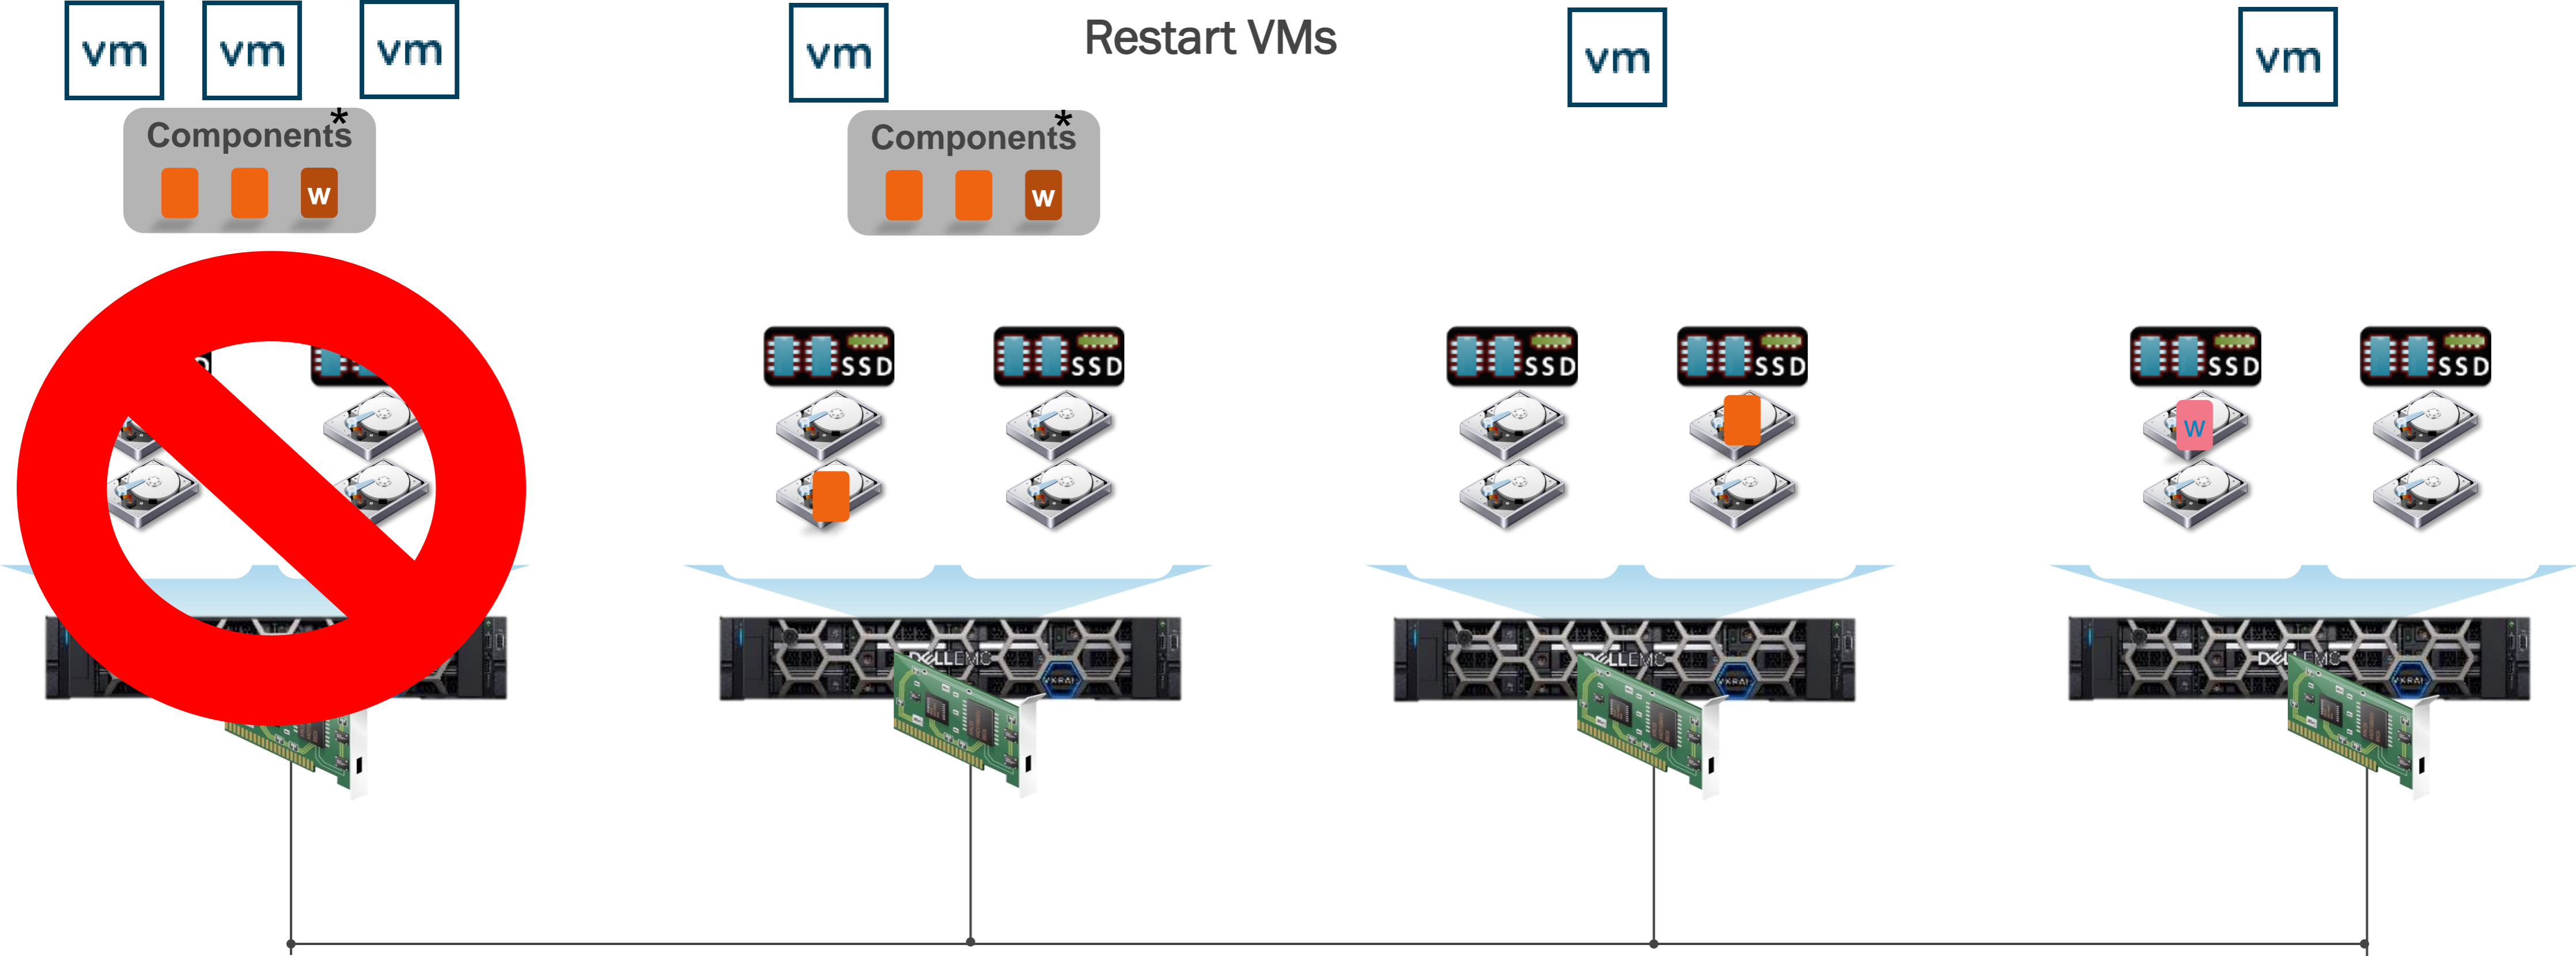 vm
vm
vm
vm
Restart VMs
vm
vm
Components*
W
Components*
W
SSD
SSD
SSD
SSD
SSD
SSD
W
DELLEMC
VXRAIL
DELLEMC
VXRAIL
DELLEMC
VXRAIL